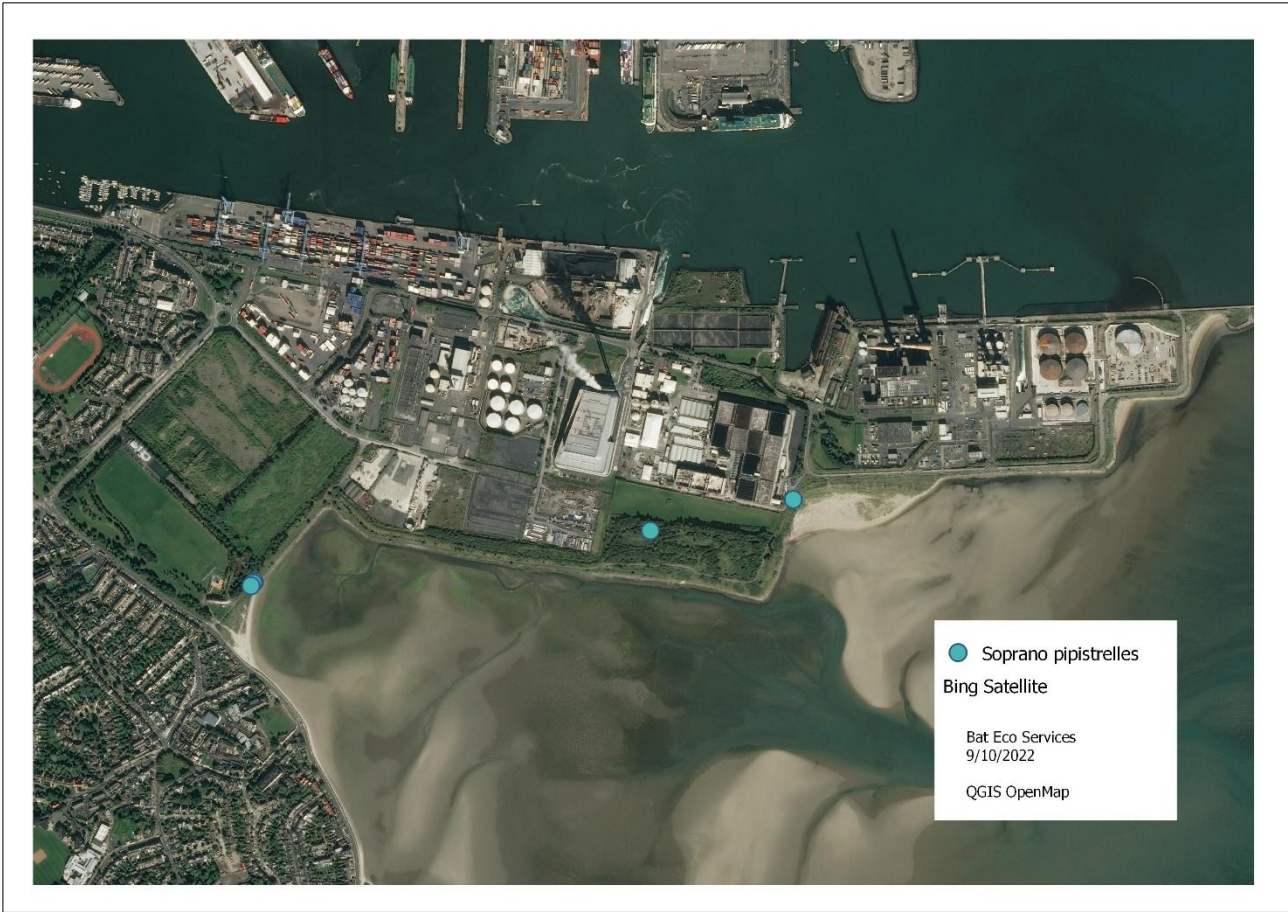 Soprano pipistrelles
Bing Satellite
Bat Eco Services
9/10/2022
QGIS OpenMap